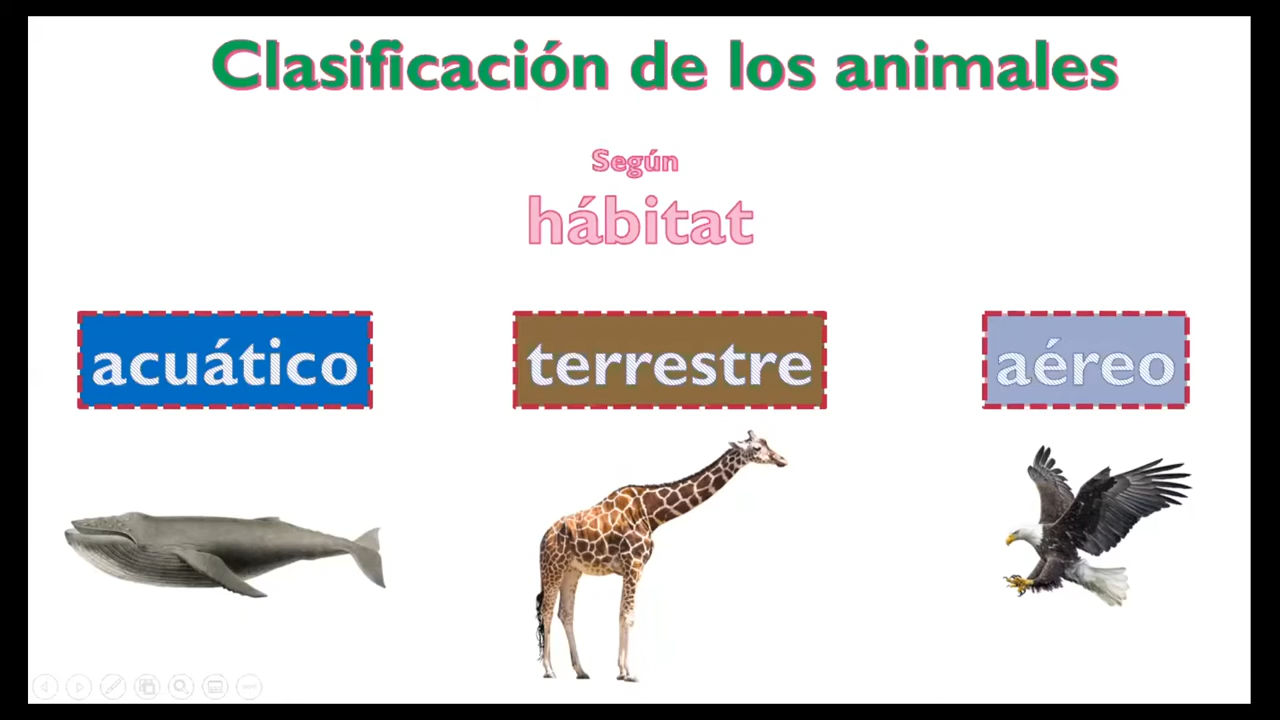 Clasificación de los animales
Según
hábitat
acuático
terrestre
aéreo